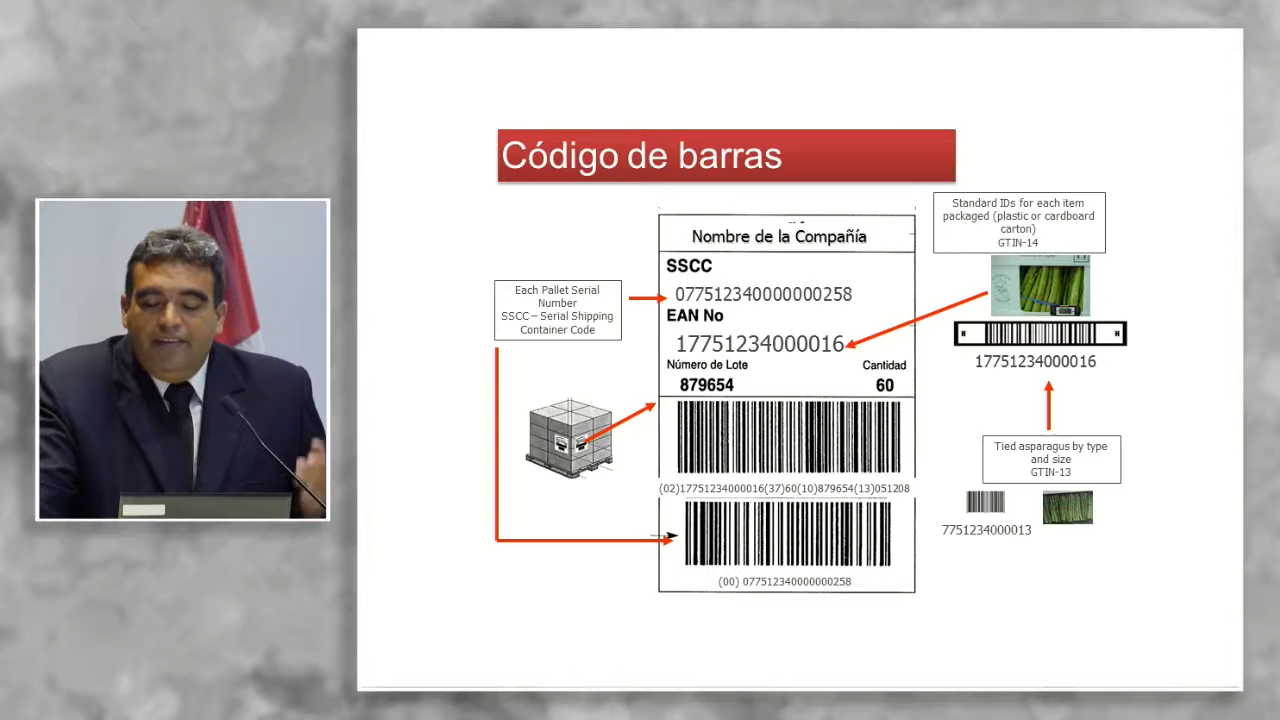 Código de barras
Standard IDs for each item
packaged (plastic or cardboard
carton)
GTIN-14
Nombre de la Compañía
SSCC
077512340000000258
EAN No
17751234000016
Número de Lote
Cantidad
879654
60
(02)17751234000016(37)60(10)879654(13)051208
(00) 077512340000000258
Each Pallet Serial
Number
SSCC – Serial Shipping
Container Code
H
H
17751234000016
Tied asparagus by type
and size
GTIN-13
7751234000013